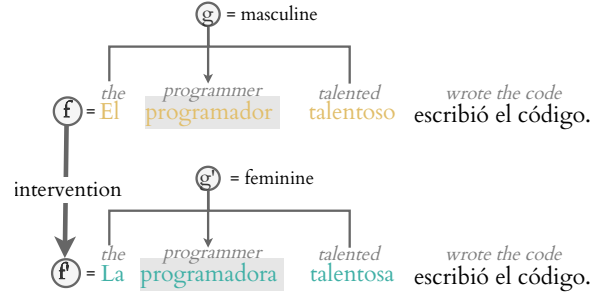 g = masculine
the programmer talented wrote the code
f = El programador talentoso escribió el código.
intervention
g' = feminine
the programmer talented wrote the code
f' = La programadora talentosa escribió el código.